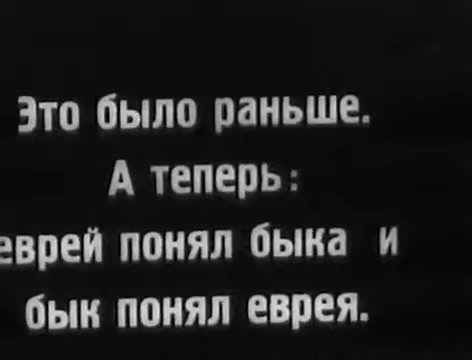 Это было раньше.
А теперь:
еврей понял быка и
бык понял еврея.